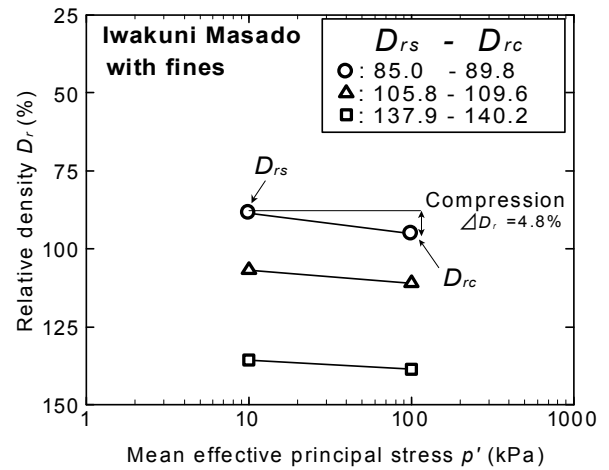 Iwakuni Masado
with fines
Drs - Drc
: 85.0 - 89.8
: 105.8 - 109.6
: 137.9 - 140.2
Drs
Compression
⊿Dr =4.8%
Drc
25
50
75
100
125
150
1
10
100
1000
Relative density Dr (%)
Mean effective principal stress p' (kPa)